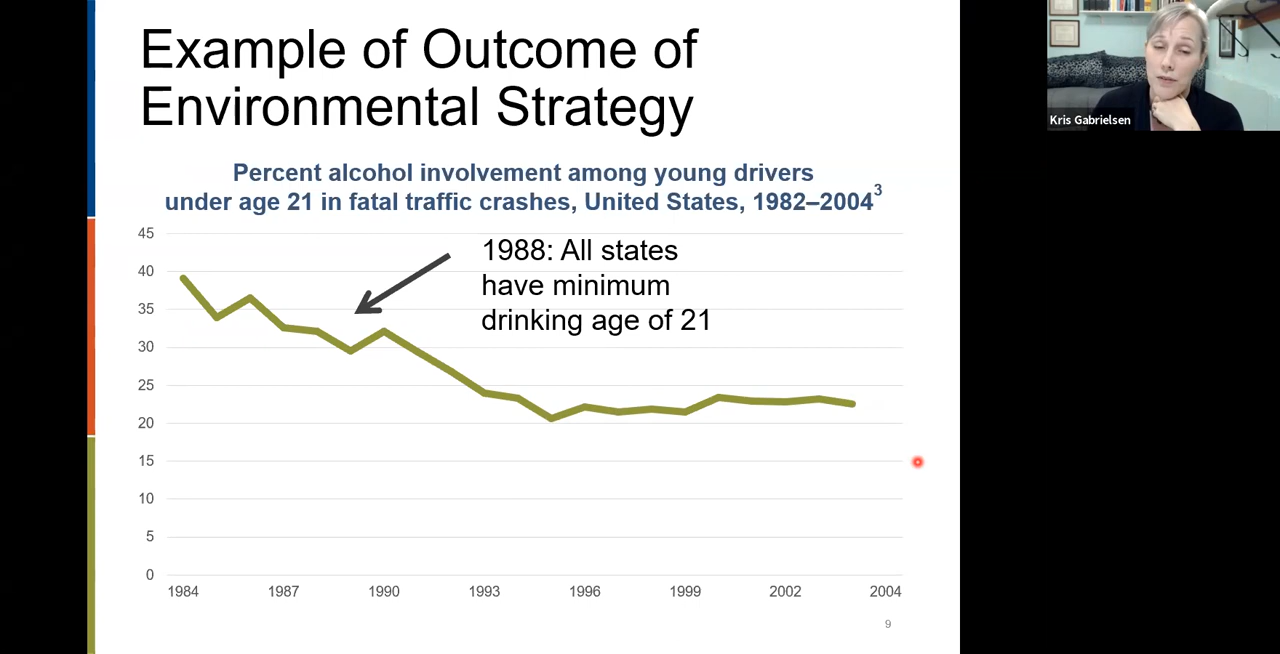 Example of Outcome of
Environmental Strategy
Percent alcohol involvement among young drivers
under age 21 in fatal traffic crashes, United States, 1982–2004³
45
40
35
30
25
20
15
10
5
0
1988: All states
have minimum
drinking age of 21
1984 1987 1990 1993 1996 1999 2002 2004
9
Kris Gabrielsen